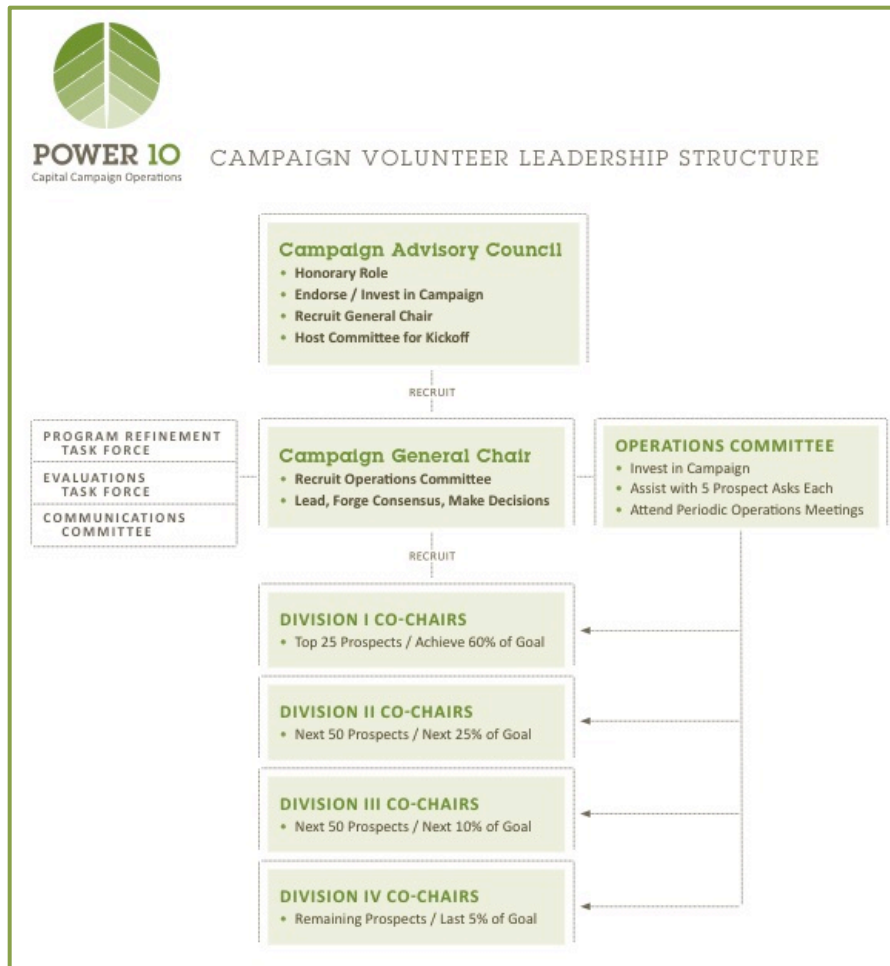 POWER 10
Capital Campaign Operations
CAMPAIGN VOLUNTEER LEADERSHIP STRUCTURE
Campaign Advisory Council
• Honorary Role
• Endorse / Invest in Campaign
• Recruit General Chair
• Host Committee for Kickoff
RECRUIT
PROGRAM REFINEMENT
TASK FORCE
EVALUATIONS
TASK FORCE
COMMUNICATIONS
COMMITTEE
Campaign General Chair
• Recruit Operations Committee
• Lead, Forge Consensus, Make Decisions
OPERATIONS COMMITTEE
• Invest in Campaign
• Assist with 5 Prospect Asks Each
• Attend Periodic Operations Meetings
RECRUIT
DIVISION I CO-CHAIRS
• Top 25 Prospects / Achieve 60% of Goal
DIVISION II CO-CHAIRS
• Next 50 Prospects / Next 25% of Goal
DIVISION III CO-CHAIRS
• Next 50 Prospects / Next 10% of Goal
DIVISION IV CO-CHAIRS
• Remaining Prospects / Last 5% of Goal